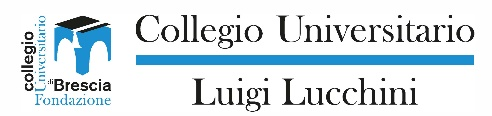 collegio
Universitario
di Brescia
Fondazione
Collegio Universitario
Luigi Lucchini